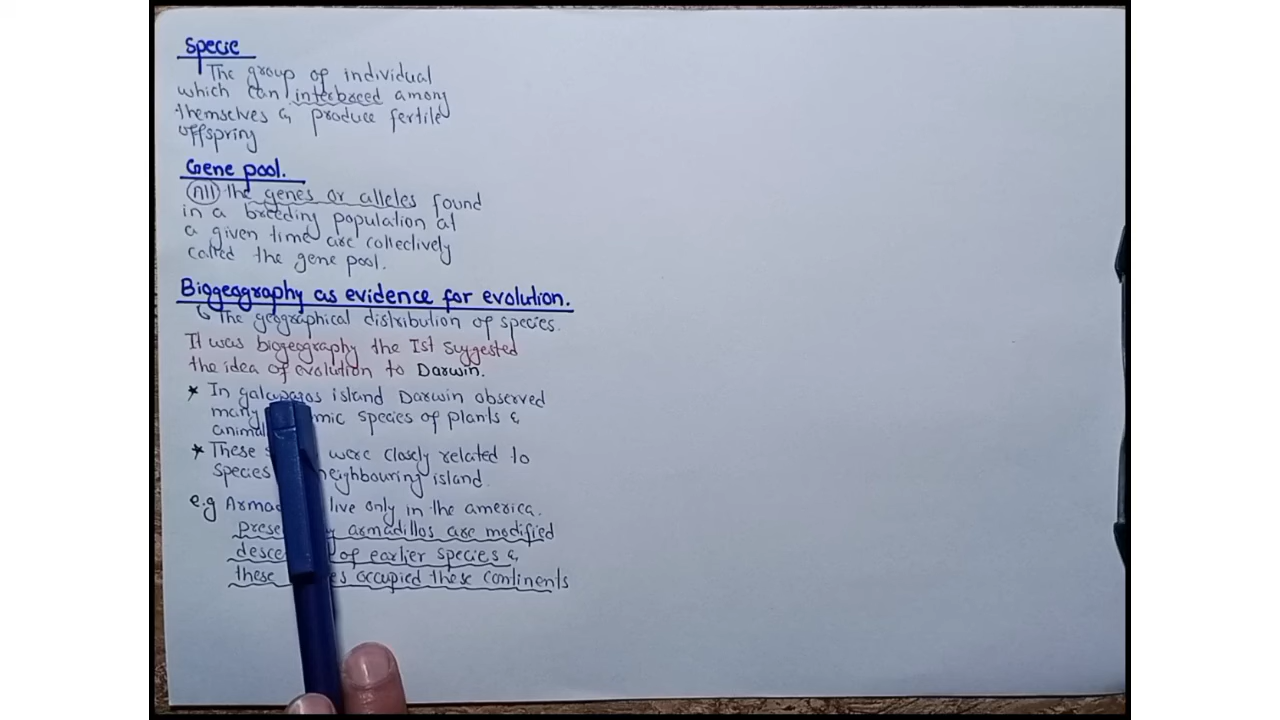 Specie
The group of individual
which can interbreed among
themselves & produce fertile
offspring
Gene pool.
All the genes or alleles found
in a breeding population at
a given time are collectively
called the gene pool.
Biogeography as evidence for evolution.
The geographical distribution of species.
It was biogeography the Ist suggested
the idea of evolution to Darwin.
* In island Darwin observed
many species of plants &
* These were closely related to
species neighbouring island.
e.g live only in the america.
armadillos are modified
of earlier species &
these occupied these continents